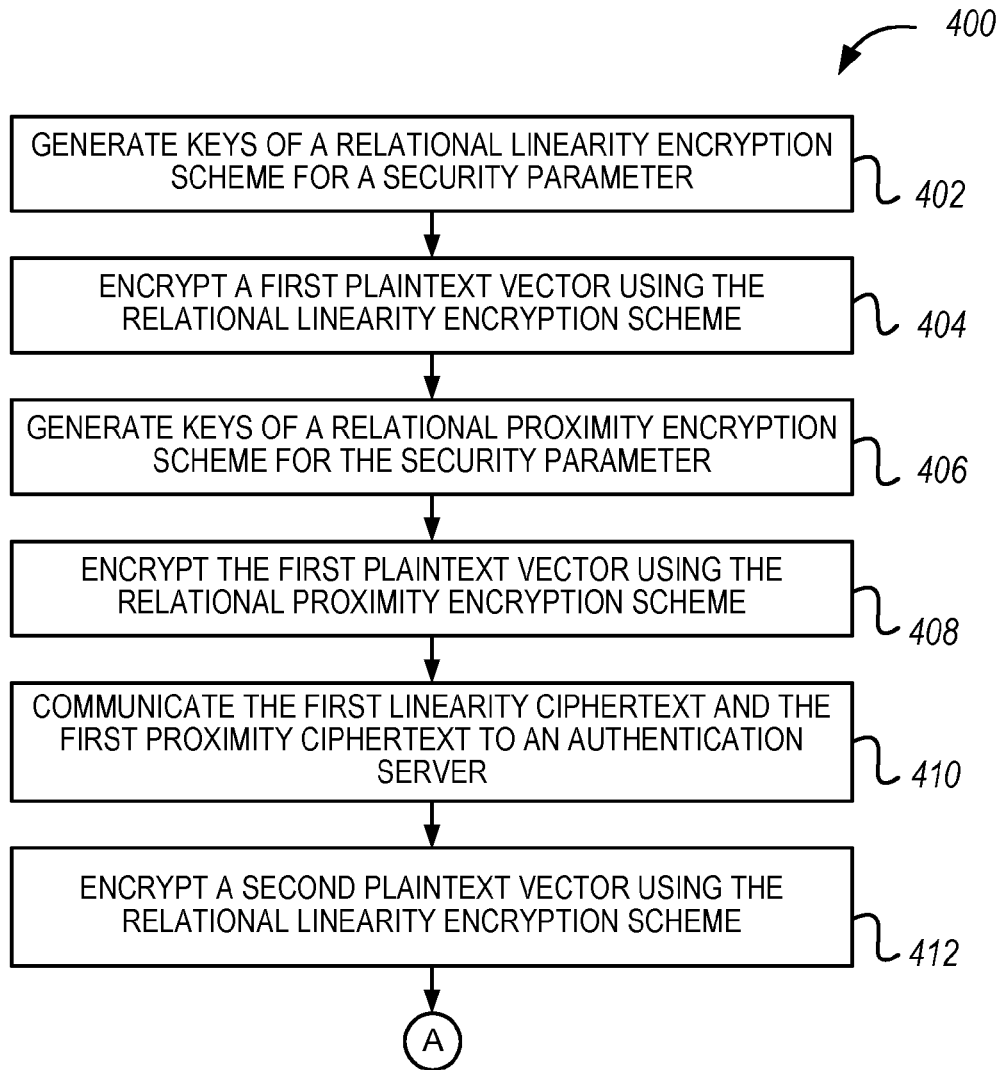 400
GENERATE KEYS OF A RELATIONAL LINEARITY ENCRYPTION
SCHEME FOR A SECURITY PARAMETER
402
ENCRYPT A FIRST PLAINTEXT VECTOR USING THE
RELATIONAL LINEARITY ENCRYPTION SCHEME
404
GENERATE KEYS OF A RELATIONAL PROXIMITY ENCRYPTION
SCHEME FOR THE SECURITY PARAMETER
406
ENCRYPT THE FIRST PLAINTEXT VECTOR USING THE
RELATIONAL PROXIMITY ENCRYPTION SCHEME
408
COMMUNICATE THE FIRST LINEARITY CIPHERTEXT AND THE
FIRST PROXIMITY CIPHERTEXT TO AN AUTHENTICATION
SERVER
410
ENCRYPT A SECOND PLAINTEXT VECTOR USING THE
RELATIONAL LINEARITY ENCRYPTION SCHEME
412
A